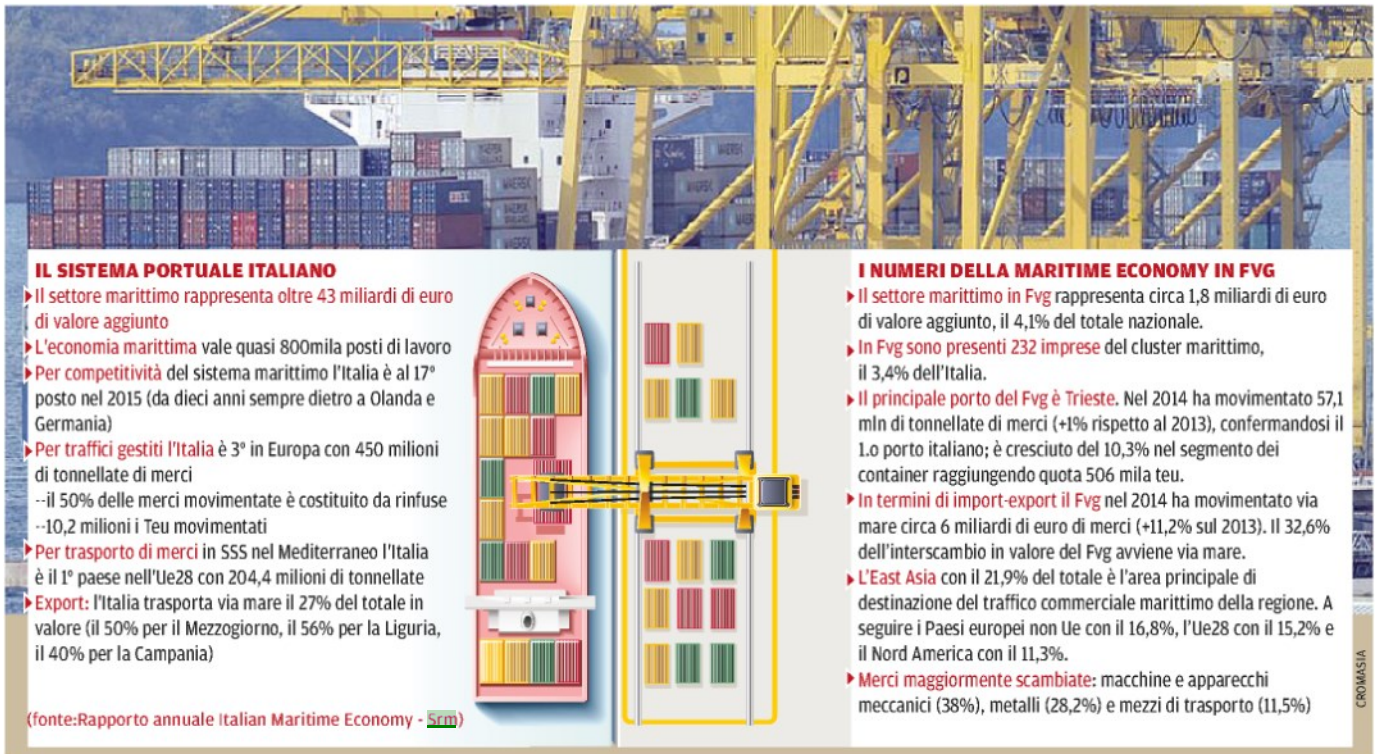 MAERSK
MAERSK
MAERSK
MAERSK
IL SISTEMA PORTUALE ITALIANO
Il settore marittimo rappresenta oltre 43 miliardi di euro
di valore aggiunto
L'economia marittima vale quasi 800mila posti di lavoro
Per competitività del sistema marittimo l'Italia è al 17°
posto nel 2015 (da dieci anni sempre dietro a Olanda e
Germania)
Per traffici gestiti l'Italia è 3° in Europa con 450 milioni
di tonnellate di merci
--il 50% delle merci movimentate è costituito da rinfuse
--10,2 milioni i Teu movimentati
Per trasporto di merci in SSS nel Mediterraneo l'Italia
è il 1° paese nell'Ue28 con 204,4 milioni di tonnellate
Export: l'Italia trasporta via mare il 27% del totale in
valore (il 50% per il Mezzogiorno, il 56% per la Liguria,
il 40% per la Campania)
(fonte:Rapporto annuale Italian Maritime Economy - Srm)
I NUMERI DELLA MARITIME ECONOMY IN FVG
Il settore marittimo in Fvg rappresenta circa 1,8 miliardi di euro
di valore aggiunto, il 4,1% del totale nazionale.
In Fvg sono presenti 232 imprese del cluster marittimo,
il 3,4% dell'Italia.
Il principale porto del Fvg è Trieste. Nel 2014 ha movimentato 57,1
mln di tonnellate di merci (+1% rispetto al 2013), confermandosi il
1.o porto italiano; è cresciuto del 10,3% nel segmento dei
container raggiungendo quota 506 mila teu.
In termini di import-export il Fvg nel 2014 ha movimentato via
mare circa 6 miliardi di euro di merci (+11,2% sul 2013). Il 32,6%
dell'interscambio in valore del Fvg avviene via mare.
L'East Asia con il 21,9% del totale è l'area principale di
destinazione del traffico commerciale marittimo della regione. A
seguire i Paesi europei non Ue con il 16,8%, l'Ue28 con il 15,2% e
il Nord America con il 11,3%.
Merci maggiormente scambiate: macchine e apparecchi
meccanici (38%), metalli (28,2%) e mezzi di trasporto (11,5%)
CROMASIA